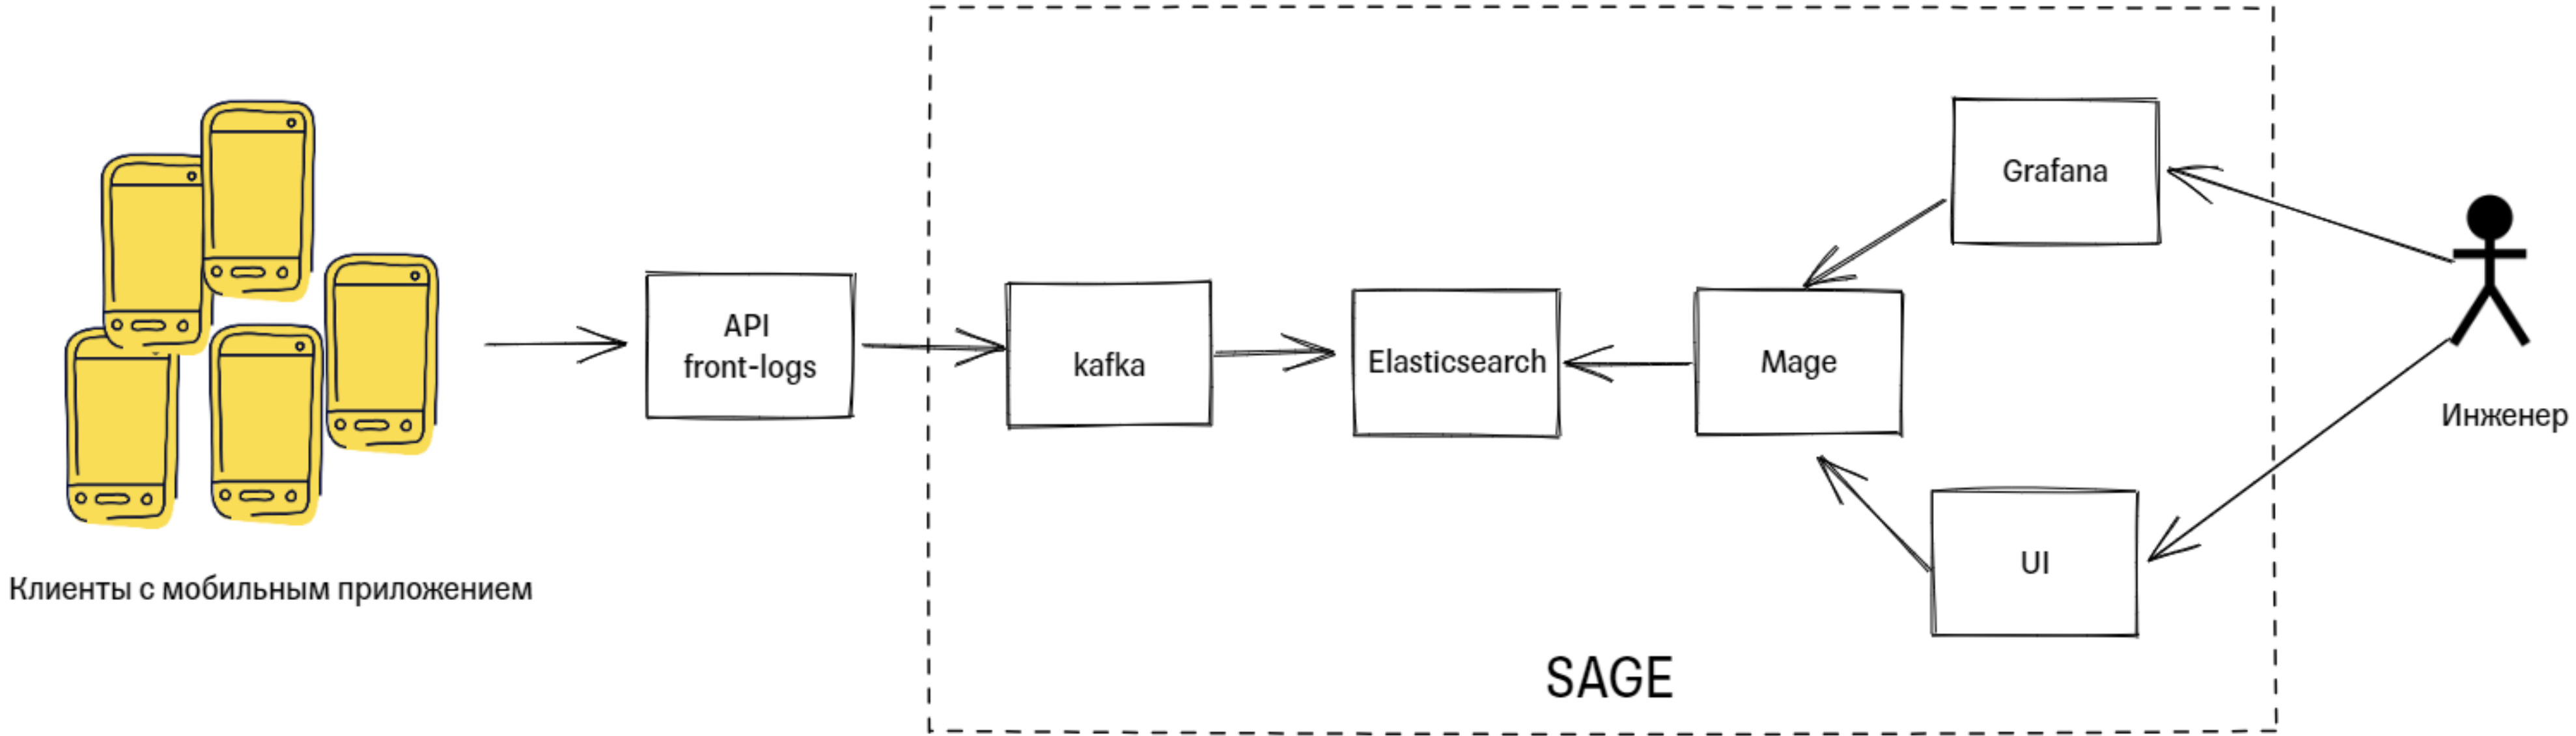 Клиенты с мобильным приложением
API
front-logs
kafka
Elasticsearch
Mage
Grafana
UI
SAGE
Инженер